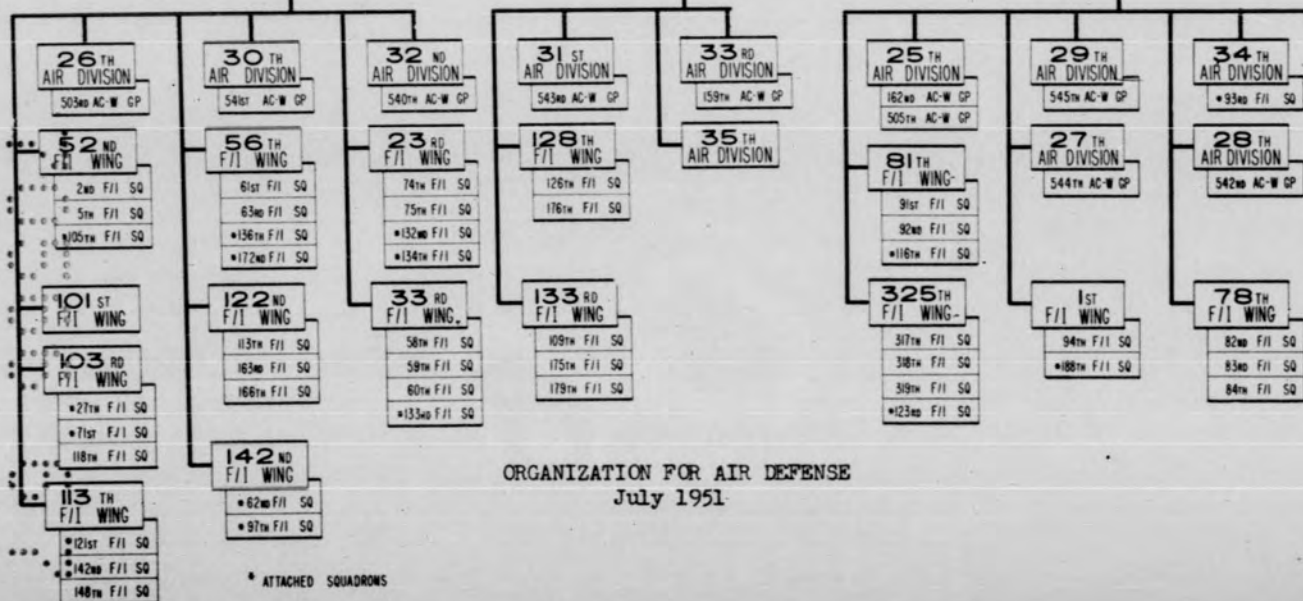 26TH
AIR DIVISION
503RD AC-W GP
52ND
F/I WING
2ND F/I SQ
5TH F/I SQ
*105TH F/I SQ
101ST
F/I WING
103RD
F/I WING
*27TH F/I SQ
*71ST F/I SQ
118TH F/I SQ
113TH
F/I WING
*121ST F/I SQ
142ND F/I SQ
148TH F/I SQ
30TH
AIR DIVISION
541ST AC-W GP
56TH
F/I WING
61ST F/I SQ
63RD F/I SQ
*136TH F/I SQ
*172ND F/I SQ
122ND
F/I WING
113TH F/I SQ
163RD F/I SQ
166TH F/I SQ
142ND
F/I WING
*62ND F/I SQ
*97TH F/I SQ
32ND
AIR DIVISION
540TH AC-W GP
23RD
F/I WING
74TH F/I SQ
75TH F/I SQ
*132ND F/I SQ
*134TH F/I SQ
33RD
F/I WING
58TH F/I SQ
59TH F/I SQ
60TH F/I SQ
*133RD F/I SQ
31ST
AIR DIVISION
543RD AC-W GP
128TH
F/I WING
126TH F/I SQ
176TH F/I SQ
133RD
F/I WING
109TH F/I SQ
175TH F/I SQ
179TH F/I SQ
33RD
AIR DIVISION
159TH AC-W GP
35TH
AIR DIVISION
25TH
AIR DIVISION
162ND AC-W GP
505TH AC-W GP
81TH
F/I WING
91ST F/I SQ
92ND F/I SQ
*116TH F/I SQ
325TH
F/I WING
317TH F/I SQ
318TH F/I SQ
319TH F/I SQ
*123RD F/I SQ
29TH
AIR DIVISION
545TH AC-W GP
27TH
AIR DIVISION
544TH AC-W GP
1ST
F/I WING
94TH F/I SQ
*188TH F/I SQ
34TH
AIR DIVISION
*93RD F/I SQ
28TH
AIR DIVISION
542ND AC-W GP
78TH
F/I WING
82ND F/I SQ
83RD F/I SQ
84TH F/I SQ
ORGANIZATION FOR AIR DEFENSE
July 1951
* ATTACHED SQUADRONS